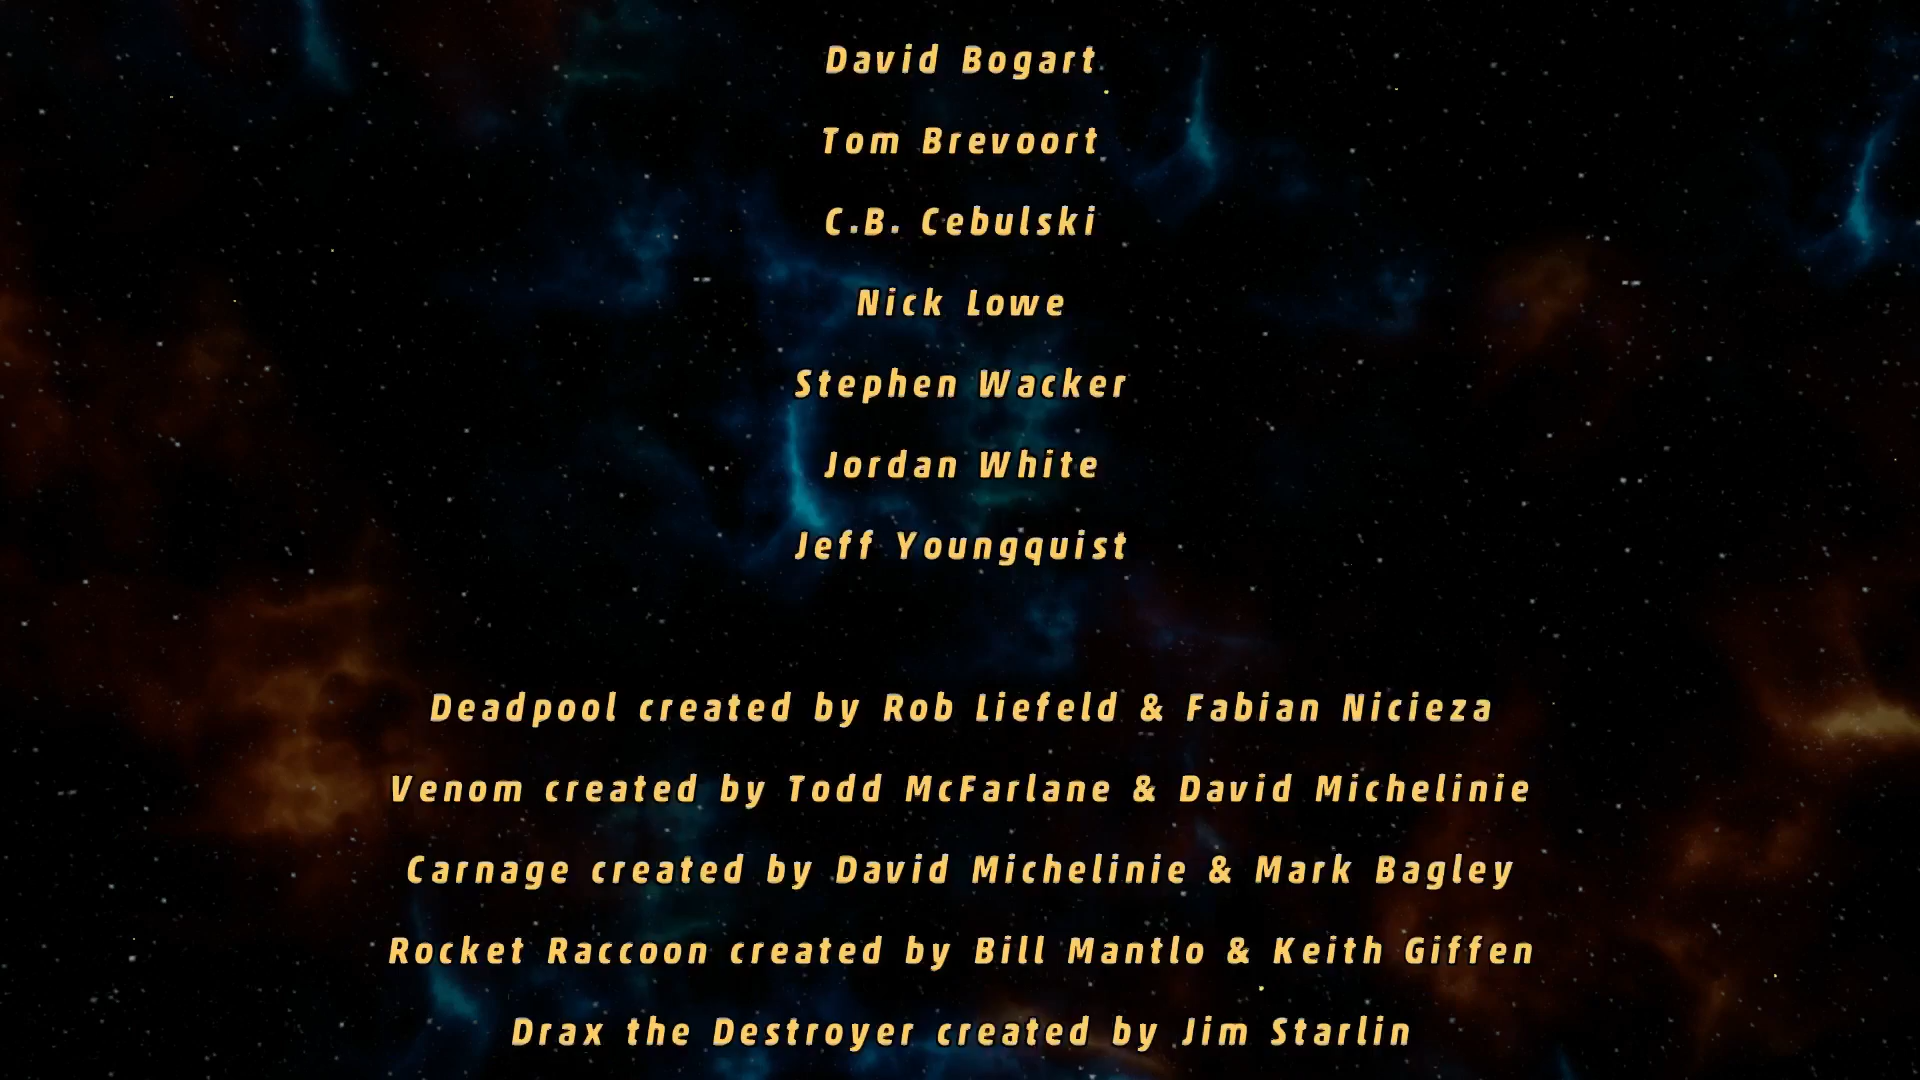 David Bogart
Tom Brevoort
C.B. Cebulski
Nick Lowe
Stephen Wacker
Jordan White
Jeff Youngquist
Deadpool created by Rob Liefeld & Fabian Nicieza
Venom created by Todd McFarlane & David Michelinie
Carnage created by David Michelinie & Mark Bagley
Rocket Raccoon created by Bill Mantlo & Keith Giffen
Drax the Destroyer created by Jim Starlin